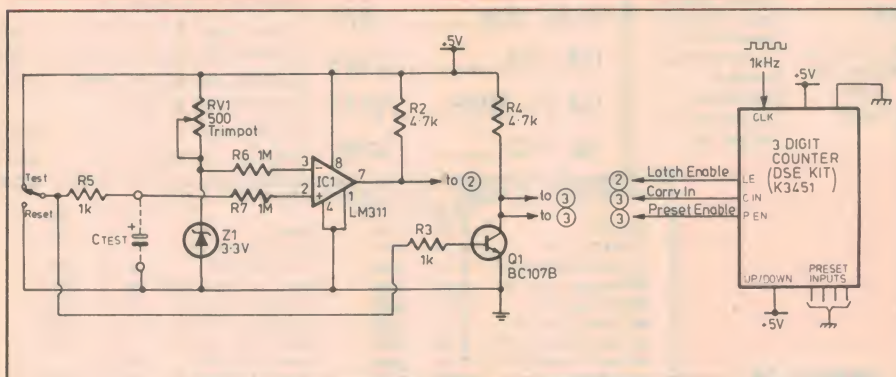 +5V
RV1
500
Trimpot
R6 1M
3
8
IC1
7
2
+
4
1
LM311
R7 1M
R2
4·7k
R4
4·7k
to ②
to ③
to ③
Test
Reset
R5
1k
+
CTEST
Z1
3·3V
R3
1k
Q1
BC107B
1kHz
+5V
CLK
3 DIGIT
COUNTER
(DSE KIT)
K3451
② Latch Enable LE
③ Carry In C IN
③ Preset Enable P EN
UP/DOWN
PRESET
INPUTS
+5V